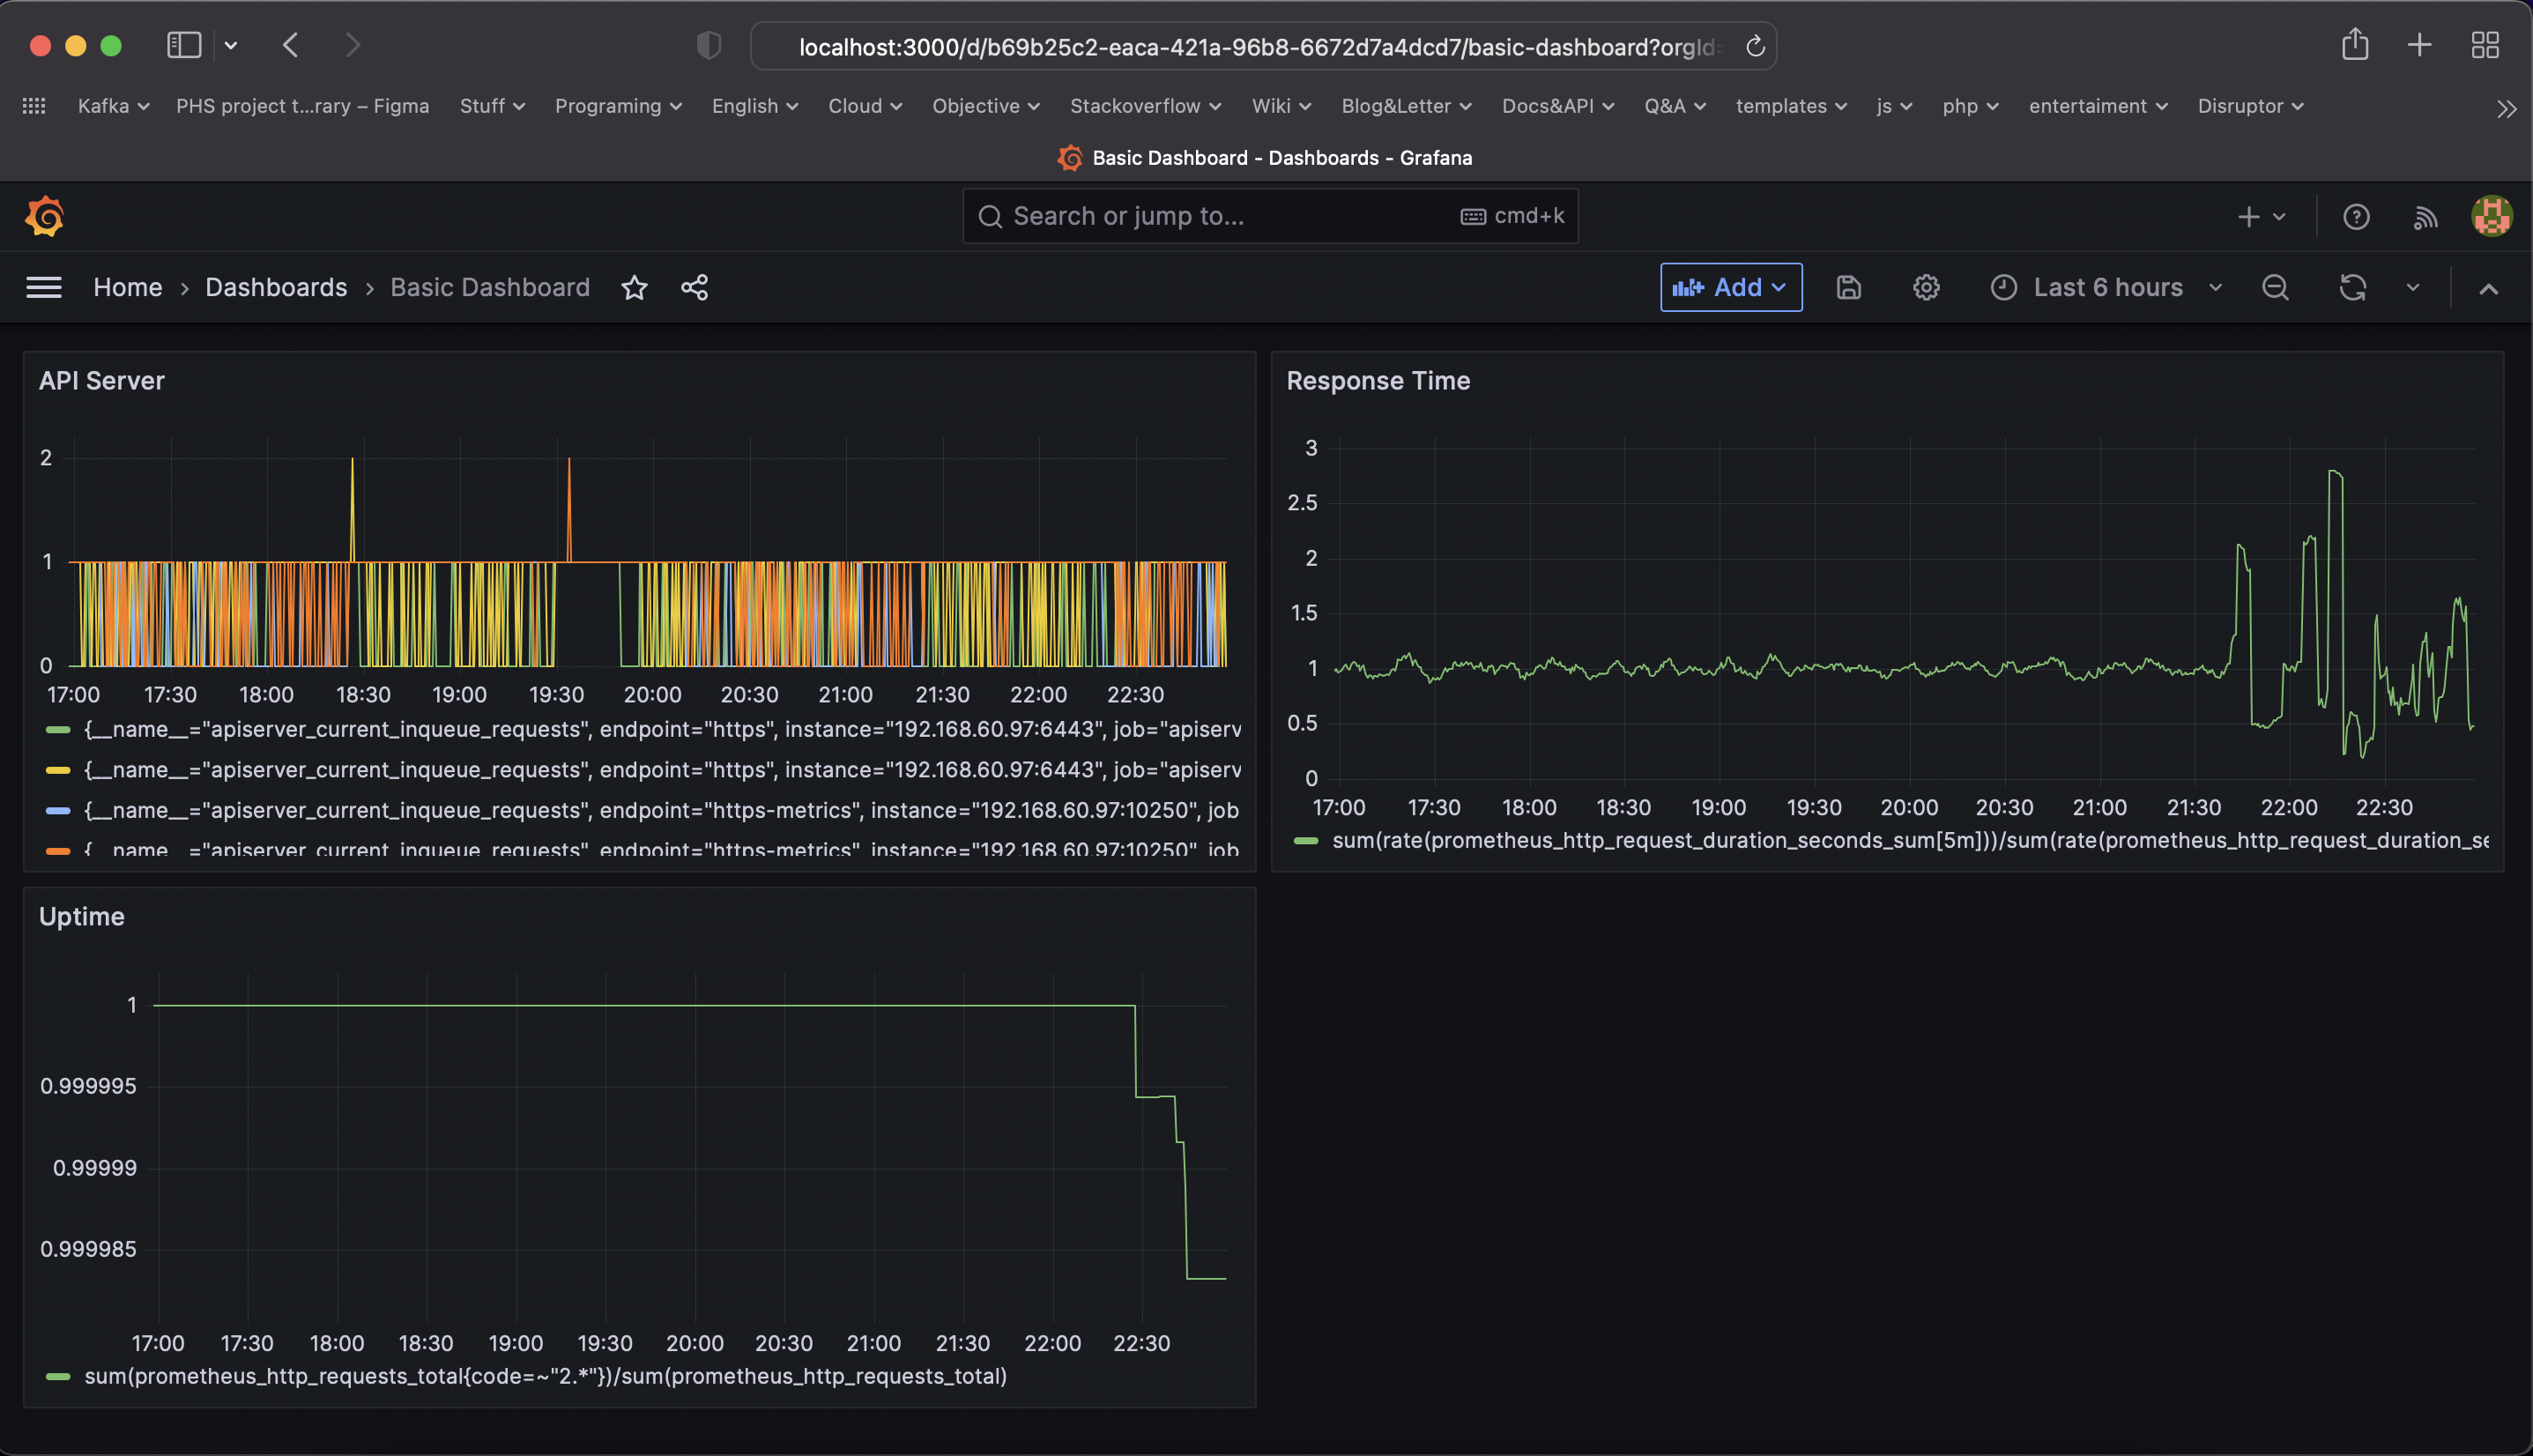 localhost:3000/d/b69b25c2-eaca-421a-96b8-6672d7a4dcd7/basic-dashboard?orgId=
Kafka PHS project t...rary – Figma Stuff Programing English Cloud Objective Stackoverflow Wiki Blog&Letter Docs&API Q&A templates js php entertaiment Disruptor
Basic Dashboard - Dashboards - Grafana
Search or jump to... cmd+k
Home › Dashboards › Basic Dashboard Add Last 6 hours
API Server
2
1
0
17:00 17:30 18:00 18:30 19:00 19:30 20:00 20:30 21:00 21:30 22:00 22:30
{__name__="apiserver_current_inqueue_requests", endpoint="https", instance="192.168.60.97:6443", job="apiserv
{__name__="apiserver_current_inqueue_requests", endpoint="https", instance="192.168.60.97:6443", job="apiserv
{__name__="apiserver_current_inqueue_requests", endpoint="https-metrics", instance="192.168.60.97:10250", job
{__name__="apiserver_current_inqueue_requests", endpoint="https-metrics", instance="192.168.60.97:10250", job
Response Time
3
2.5
2
1.5
1
0.5
0
17:00 17:30 18:00 18:30 19:00 19:30 20:00 20:30 21:00 21:30 22:00 22:30
sum(rate(prometheus_http_request_duration_seconds_sum[5m]))/sum(rate(prometheus_http_request_duration_se
Uptime
1
0.999995
0.99999
0.999985
17:00 17:30 18:00 18:30 19:00 19:30 20:00 20:30 21:00 21:30 22:00 22:30
sum(prometheus_http_requests_total{code=~"2.*"})/sum(prometheus_http_requests_total)